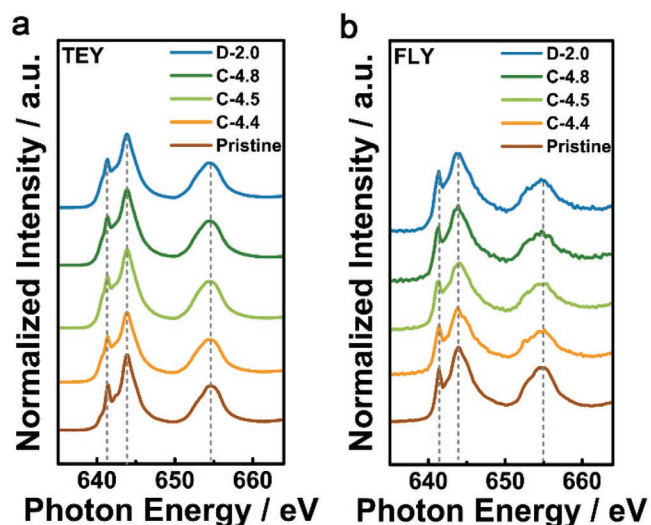 a
TEY
D-2.0
C-4.8
C-4.5
C-4.4
Pristine
Normalized Intensity / a.u.
640 650 660
Photon Energy / eV
b
FLY
D-2.0
C-4.8
C-4.5
C-4.4
Pristine
Normalized Intensity / a.u.
640 650 660
Photon Energy / eV